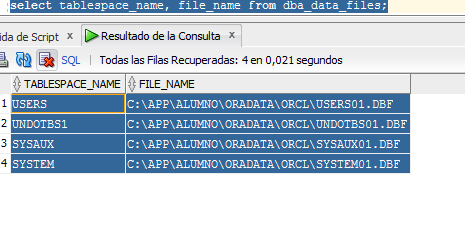 select tablespace_name, file_name from dba_data_files;
ida de Script x Resultado de la Consulta x
SQL | Todas las Filas Recuperadas: 4 en 0,021 segundos
TABLESPACE_NAME FILE_NAME
1 USERS C:\APP\ALUMNO\ORADATA\ORCL\USERS01.DBF
2 UNDOTBS1 C:\APP\ALUMNO\ORADATA\ORCL\UNDOTBS01.DBF
3 SYSAUX C:\APP\ALUMNO\ORADATA\ORCL\SYSAUX01.DBF
4 SYSTEM C:\APP\ALUMNO\ORADATA\ORCL\SYSTEM01.DBF